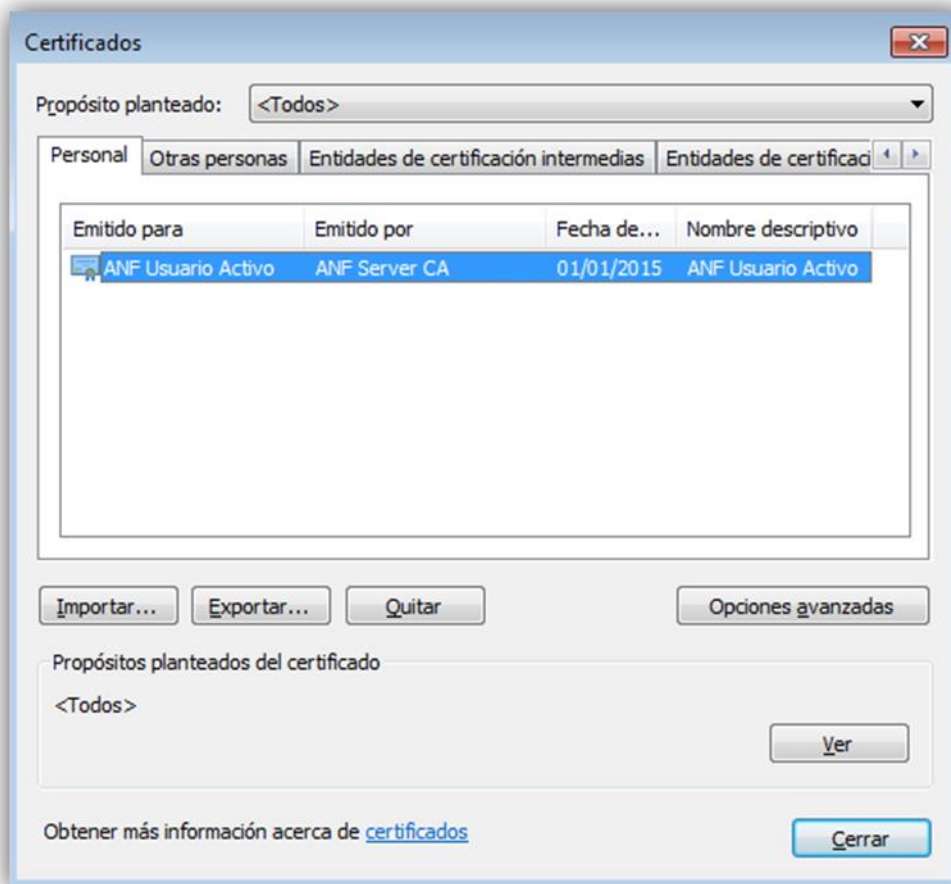 Certificados
Propósito planteado: <Todos>
Personal Otras personas Entidades de certificación intermedias Entidades de certificaci
Emitido para Emitido por Fecha de... Nombre descriptivo
ANF Usuario Activo ANF Server CA 01/01/2015 ANF Usuario Activo
Importar... Exportar... Quitar Opciones avanzadas
Propósitos planteados del certificado
<Todos>
Ver
Obtener más información acerca de certificados
Cerrar